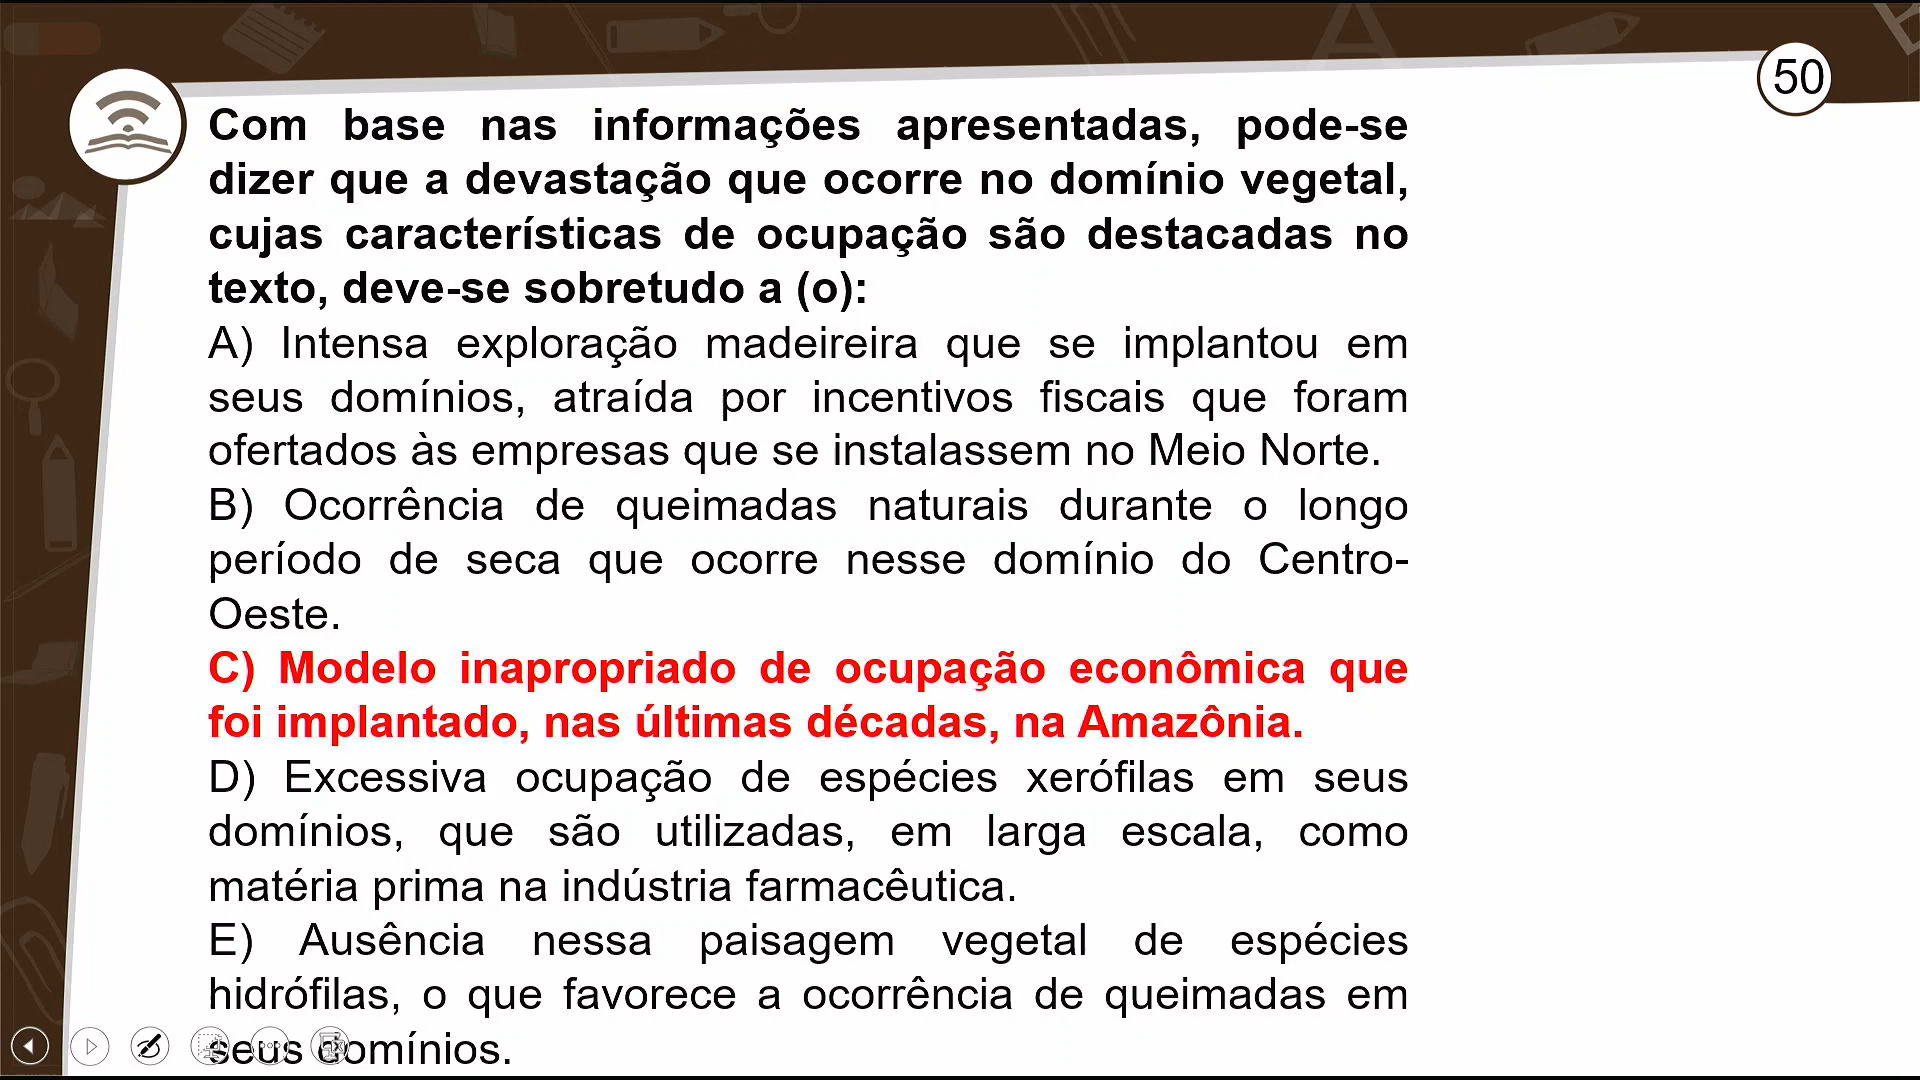 50
Com base nas informações apresentadas, pode-se
dizer que a devastação que ocorre no domínio vegetal,
cujas características de ocupação são destacadas no
texto, deve-se sobretudo a (o):
A) Intensa exploração madeireira que se implantou em
seus domínios, atraída por incentivos fiscais que foram
ofertados às empresas que se instalassem no Meio Norte.
B) Ocorrência de queimadas naturais durante o longo
período de seca que ocorre nesse domínio do Centro-
Oeste.
C) Modelo inapropriado de ocupação econômica que
foi implantado, nas últimas décadas, na Amazônia.
D) Excessiva ocupação de espécies xerófilas em seus
domínios, que são utilizadas, em larga escala, como
matéria prima na indústria farmacêutica.
E) Ausência nessa paisagem vegetal de espécies
hidrófilas, o que favorece a ocorrência de queimadas em
seus domínios.